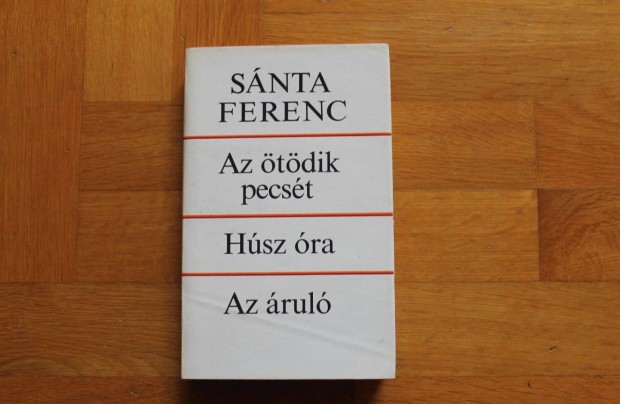 SÁNTA
FERENC
Az ötödik
pecsét
Húsz óra
Az áruló